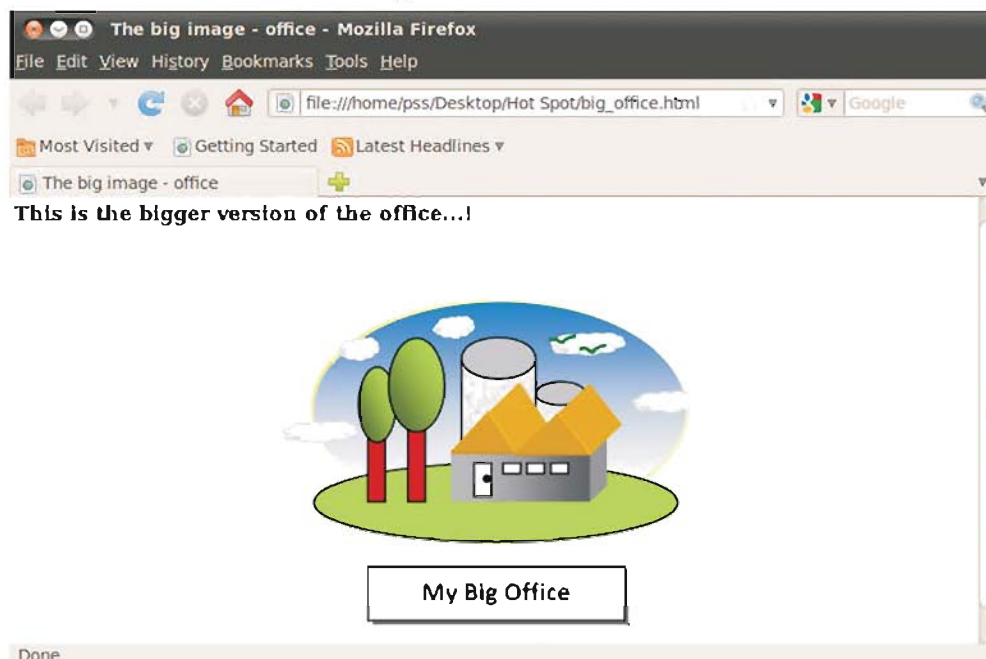 The big image - office - Mozilla Firefox
File Edit View History Bookmarks Tools Help
file:///home/pss/Desktop/Hot Spot/big_office.html Google
Most Visited Getting Started Latest Headlines
The big image - office
This is the bigger version of the office...!
My Big Office
Done